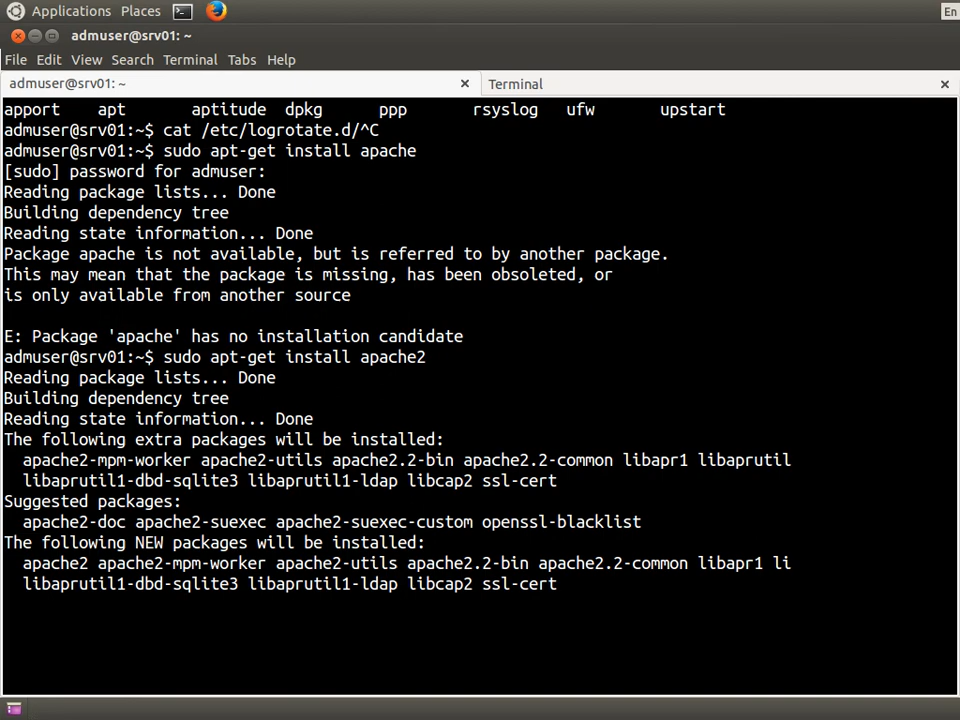 Applications Places
En
admuser@srv01: ~
File Edit View Search Terminal Tabs Help
admuser@srv01: ~ × Terminal ×
apport apt aptitude dpkg ppp rsyslog ufw upstart
admuser@srv01:~$ cat /etc/logrotate.d/^C
admuser@srv01:~$ sudo apt-get install apache
[sudo] password for admuser:
Reading package lists... Done
Building dependency tree
Reading state information... Done
Package apache is not available, but is referred to by another package.
This may mean that the package is missing, has been obsoleted, or
is only available from another source
E: Package 'apache' has no installation candidate
admuser@srv01:~$ sudo apt-get install apache2
Reading package lists... Done
Building dependency tree
Reading state information... Done
The following extra packages will be installed:
apache2-mpm-worker apache2-utils apache2.2-bin apache2.2-common libapr1 libaprutil
libaprutil1-dbd-sqlite3 libaprutil1-ldap libcap2 ssl-cert
Suggested packages:
apache2-doc apache2-suexec apache2-suexec-custom openssl-blacklist
The following NEW packages will be installed:
apache2 apache2-mpm-worker apache2-utils apache2.2-bin apache2.2-common libapr1 li
libaprutil1-dbd-sqlite3 libaprutil1-ldap libcap2 ssl-cert